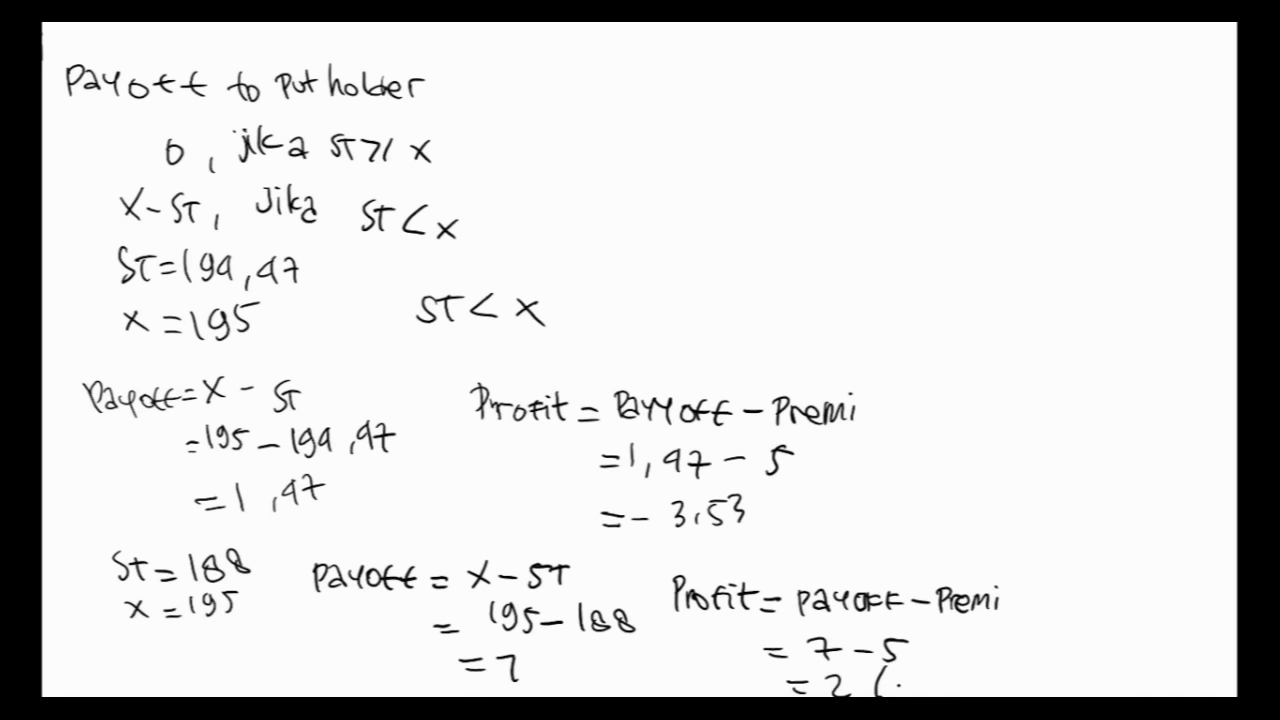 Payoff to Put holder
0, jika ST ≥ X
X - ST, Jika ST < X
ST = 194,47
X = 195
ST < X
Payoff = X - ST
= 195 - 194,47
= 1,47
Profit = Payyoff - Premi
= 1,47 - 5
= - 3,53
ST = 188
X = 195
Payoff = X - ST
= 195 - 188
= 7
Profit = Payoff - Premi
= 7 - 5
= 2 (.